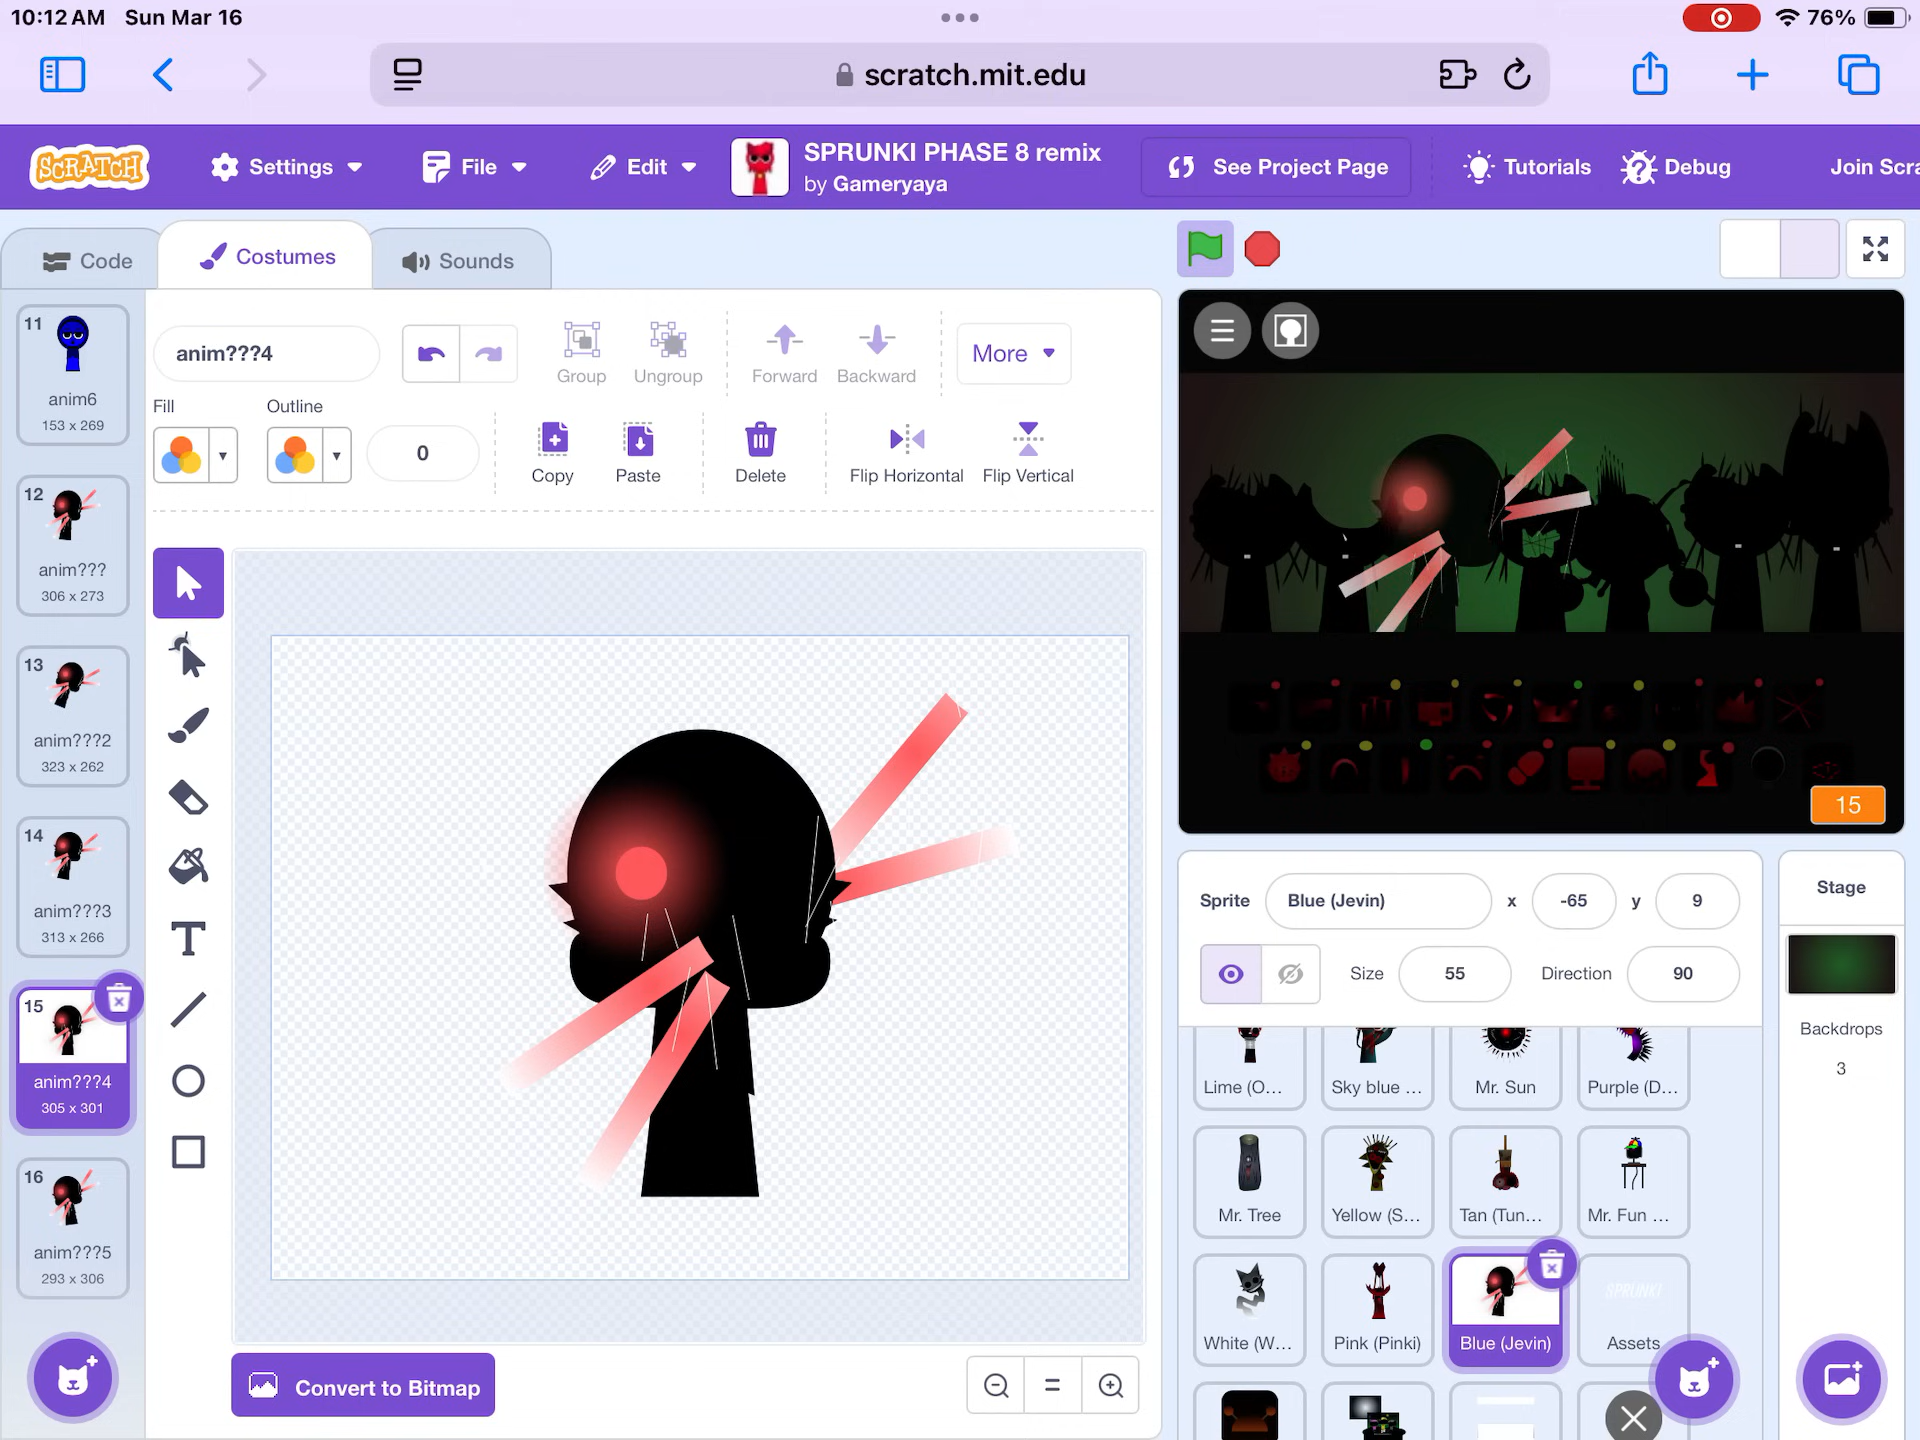 10:12 AM Sun Mar 16
76%
scratch.mit.edu
SCRATCH
Settings
File
Edit
SPRUNKI PHASE 8 remix
by Gameryaya
See Project Page
Tutorials
Debug
Join Scra
Code
Costumes
Sounds
11
anim6
153 x 269
12
anim???
306 x 273
13
anim???2
323 x 262
14
anim???3
313 x 266
15
anim???4
305 x 301
16
anim???5
293 x 306
anim???4
Group
Ungroup
Forward
Backward
More
Fill
Outline
0
Copy
Paste
Delete
Flip Horizontal
Flip Vertical
T
Convert to Bitmap
=
15
Sprite
Blue (Jevin)
x
-65
y
9
Size
55
Direction
90
Lime (O...
Sky blue ...
Mr. Sun
Purple (D...
Mr. Tree
Yellow (S...
Tan (Tun...
Mr. Fun ...
White (W...
Pink (Pinki)
Blue (Jevin)
SPRUNKI
Assets
Stage
Backdrops
3